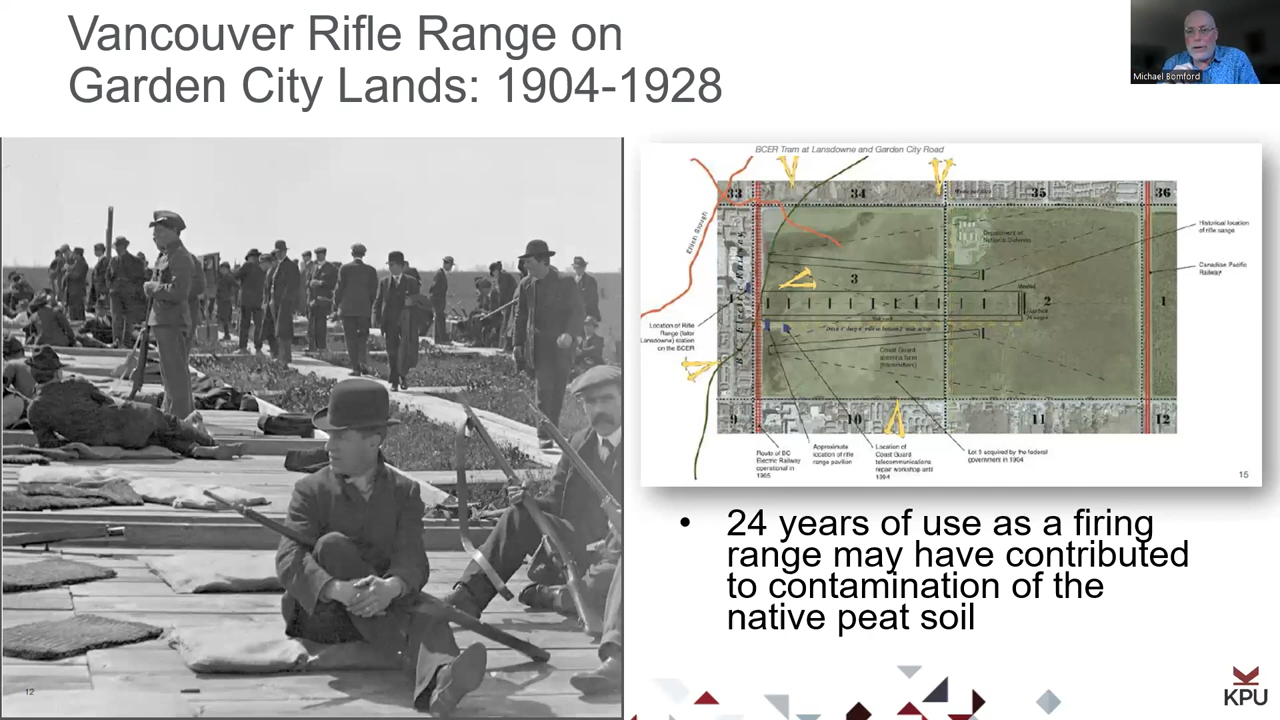 Vancouver Rifle Range on
Garden City Lands: 1904-1928
Michael Bomford
BCER Tram at Lansdowne and Garden City Road
33
34
35
36
Department of
National Defence
Historical location
of rifle range
Canadian Pacific
Railway
3
2
1
Location of Rifle
Range (later
Lansdowne) station
on the BCER
Coast Guard
9
10
11
12
Route of BC
Electric Railway
operational in
1905
Approximate
location of rifle
range pavilion
Location of
Coast Guard
telecommunications
repair workshop until
1994
Lot 3 acquired by the federal
government in 1904
15
• 24 years of use as a firing
range may have contributed
to contamination of the
native peat soil
12
KPU